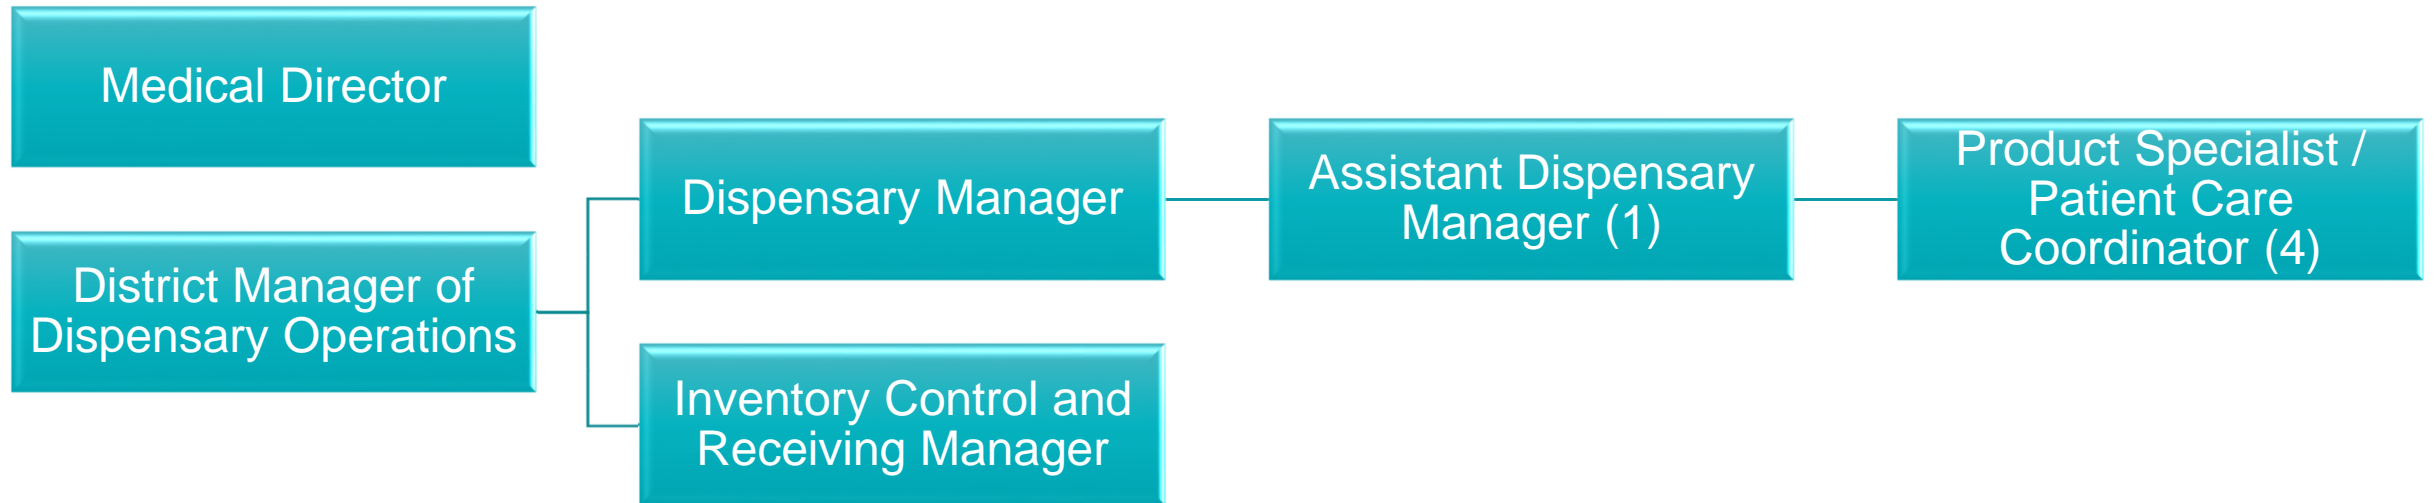 Medical Director
District Manager of
Dispensary Operations
Dispensary Manager
Inventory Control and
Receiving Manager
Assistant Dispensary
Manager (1)
Product Specialist /
Patient Care
Coordinator (4)